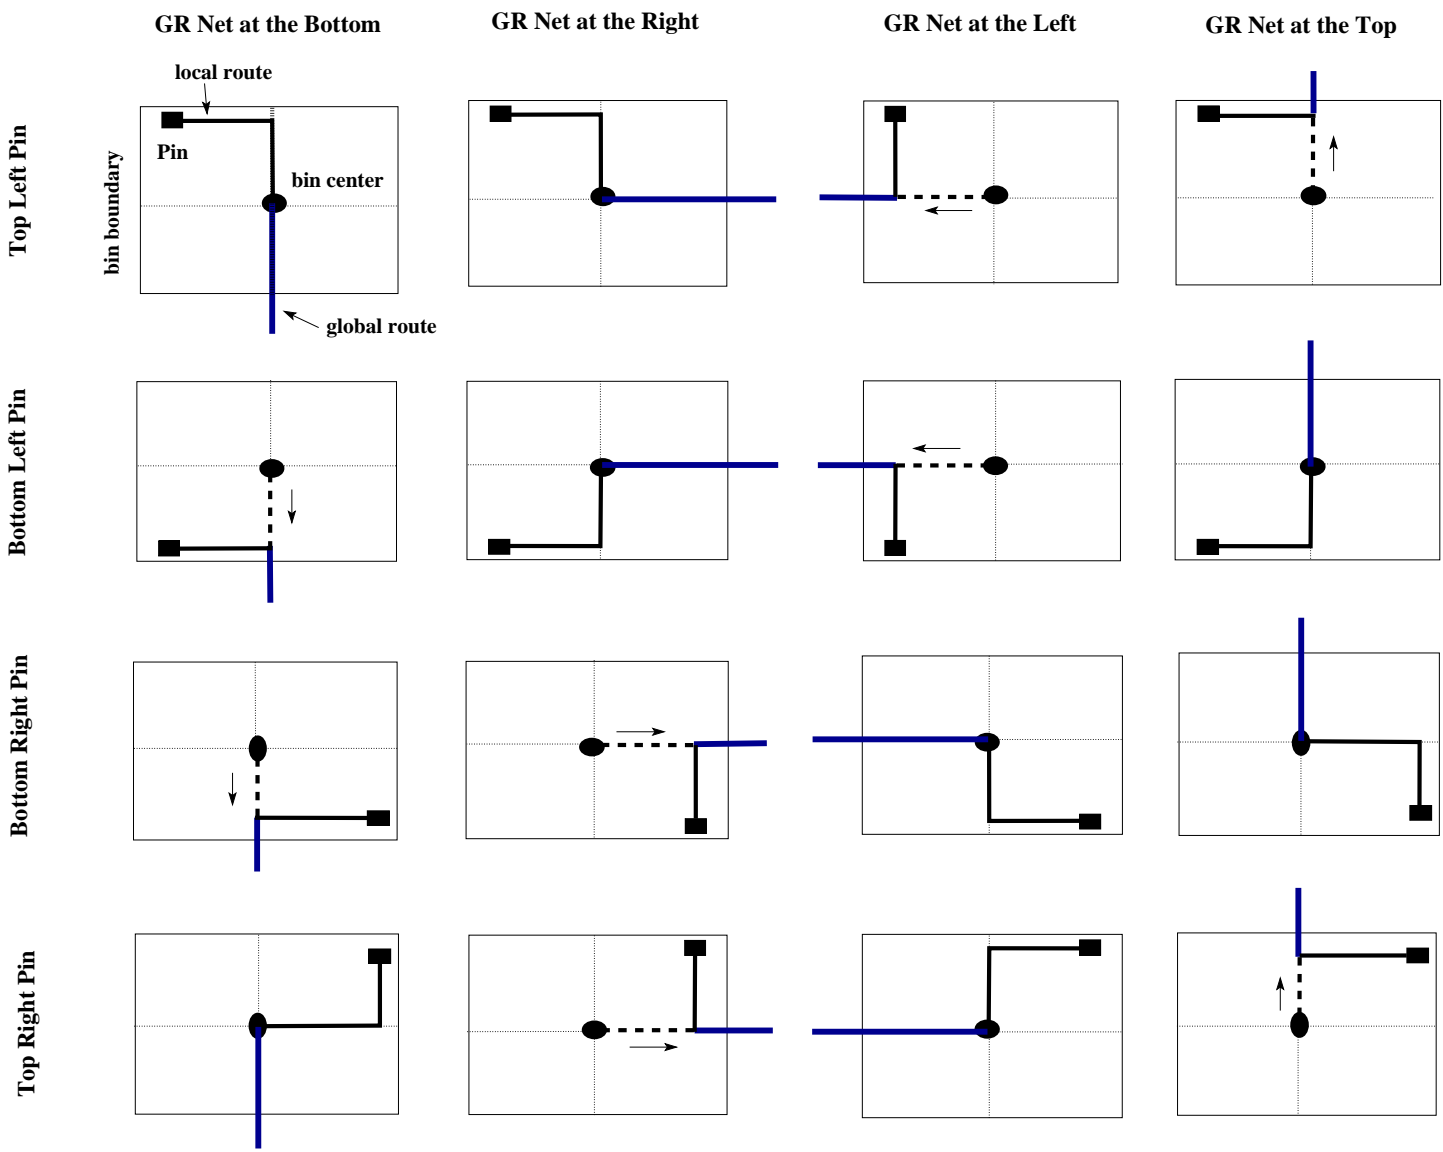 GR Net at the Bottom
GR Net at the Right
GR Net at the Left
GR Net at the Top
local route
Pin
bin center
bin boundary
global route
Top Left Pin
Bottom Left Pin
Bottom Right Pin
Top Right Pin